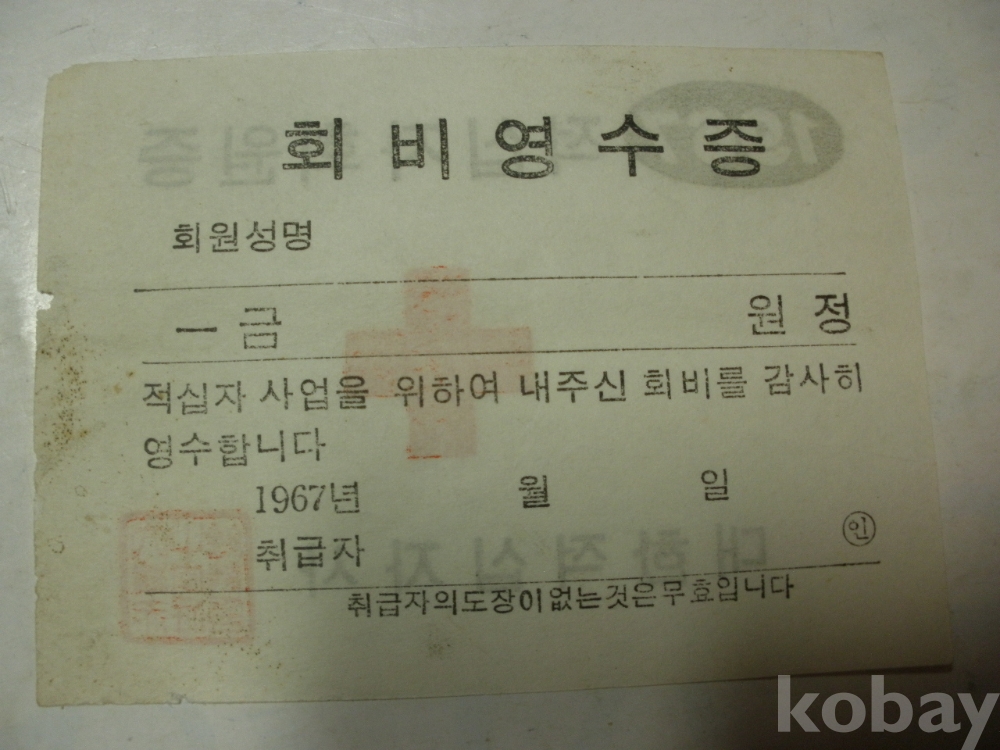 회비영수증
회원성명
一금 원정
적십자 사업을 위하여 내주신 회비를 감사히
영수합니다
1967년 월 일
취급자 인
취급자의도장이없는것은무효입니다
kobay